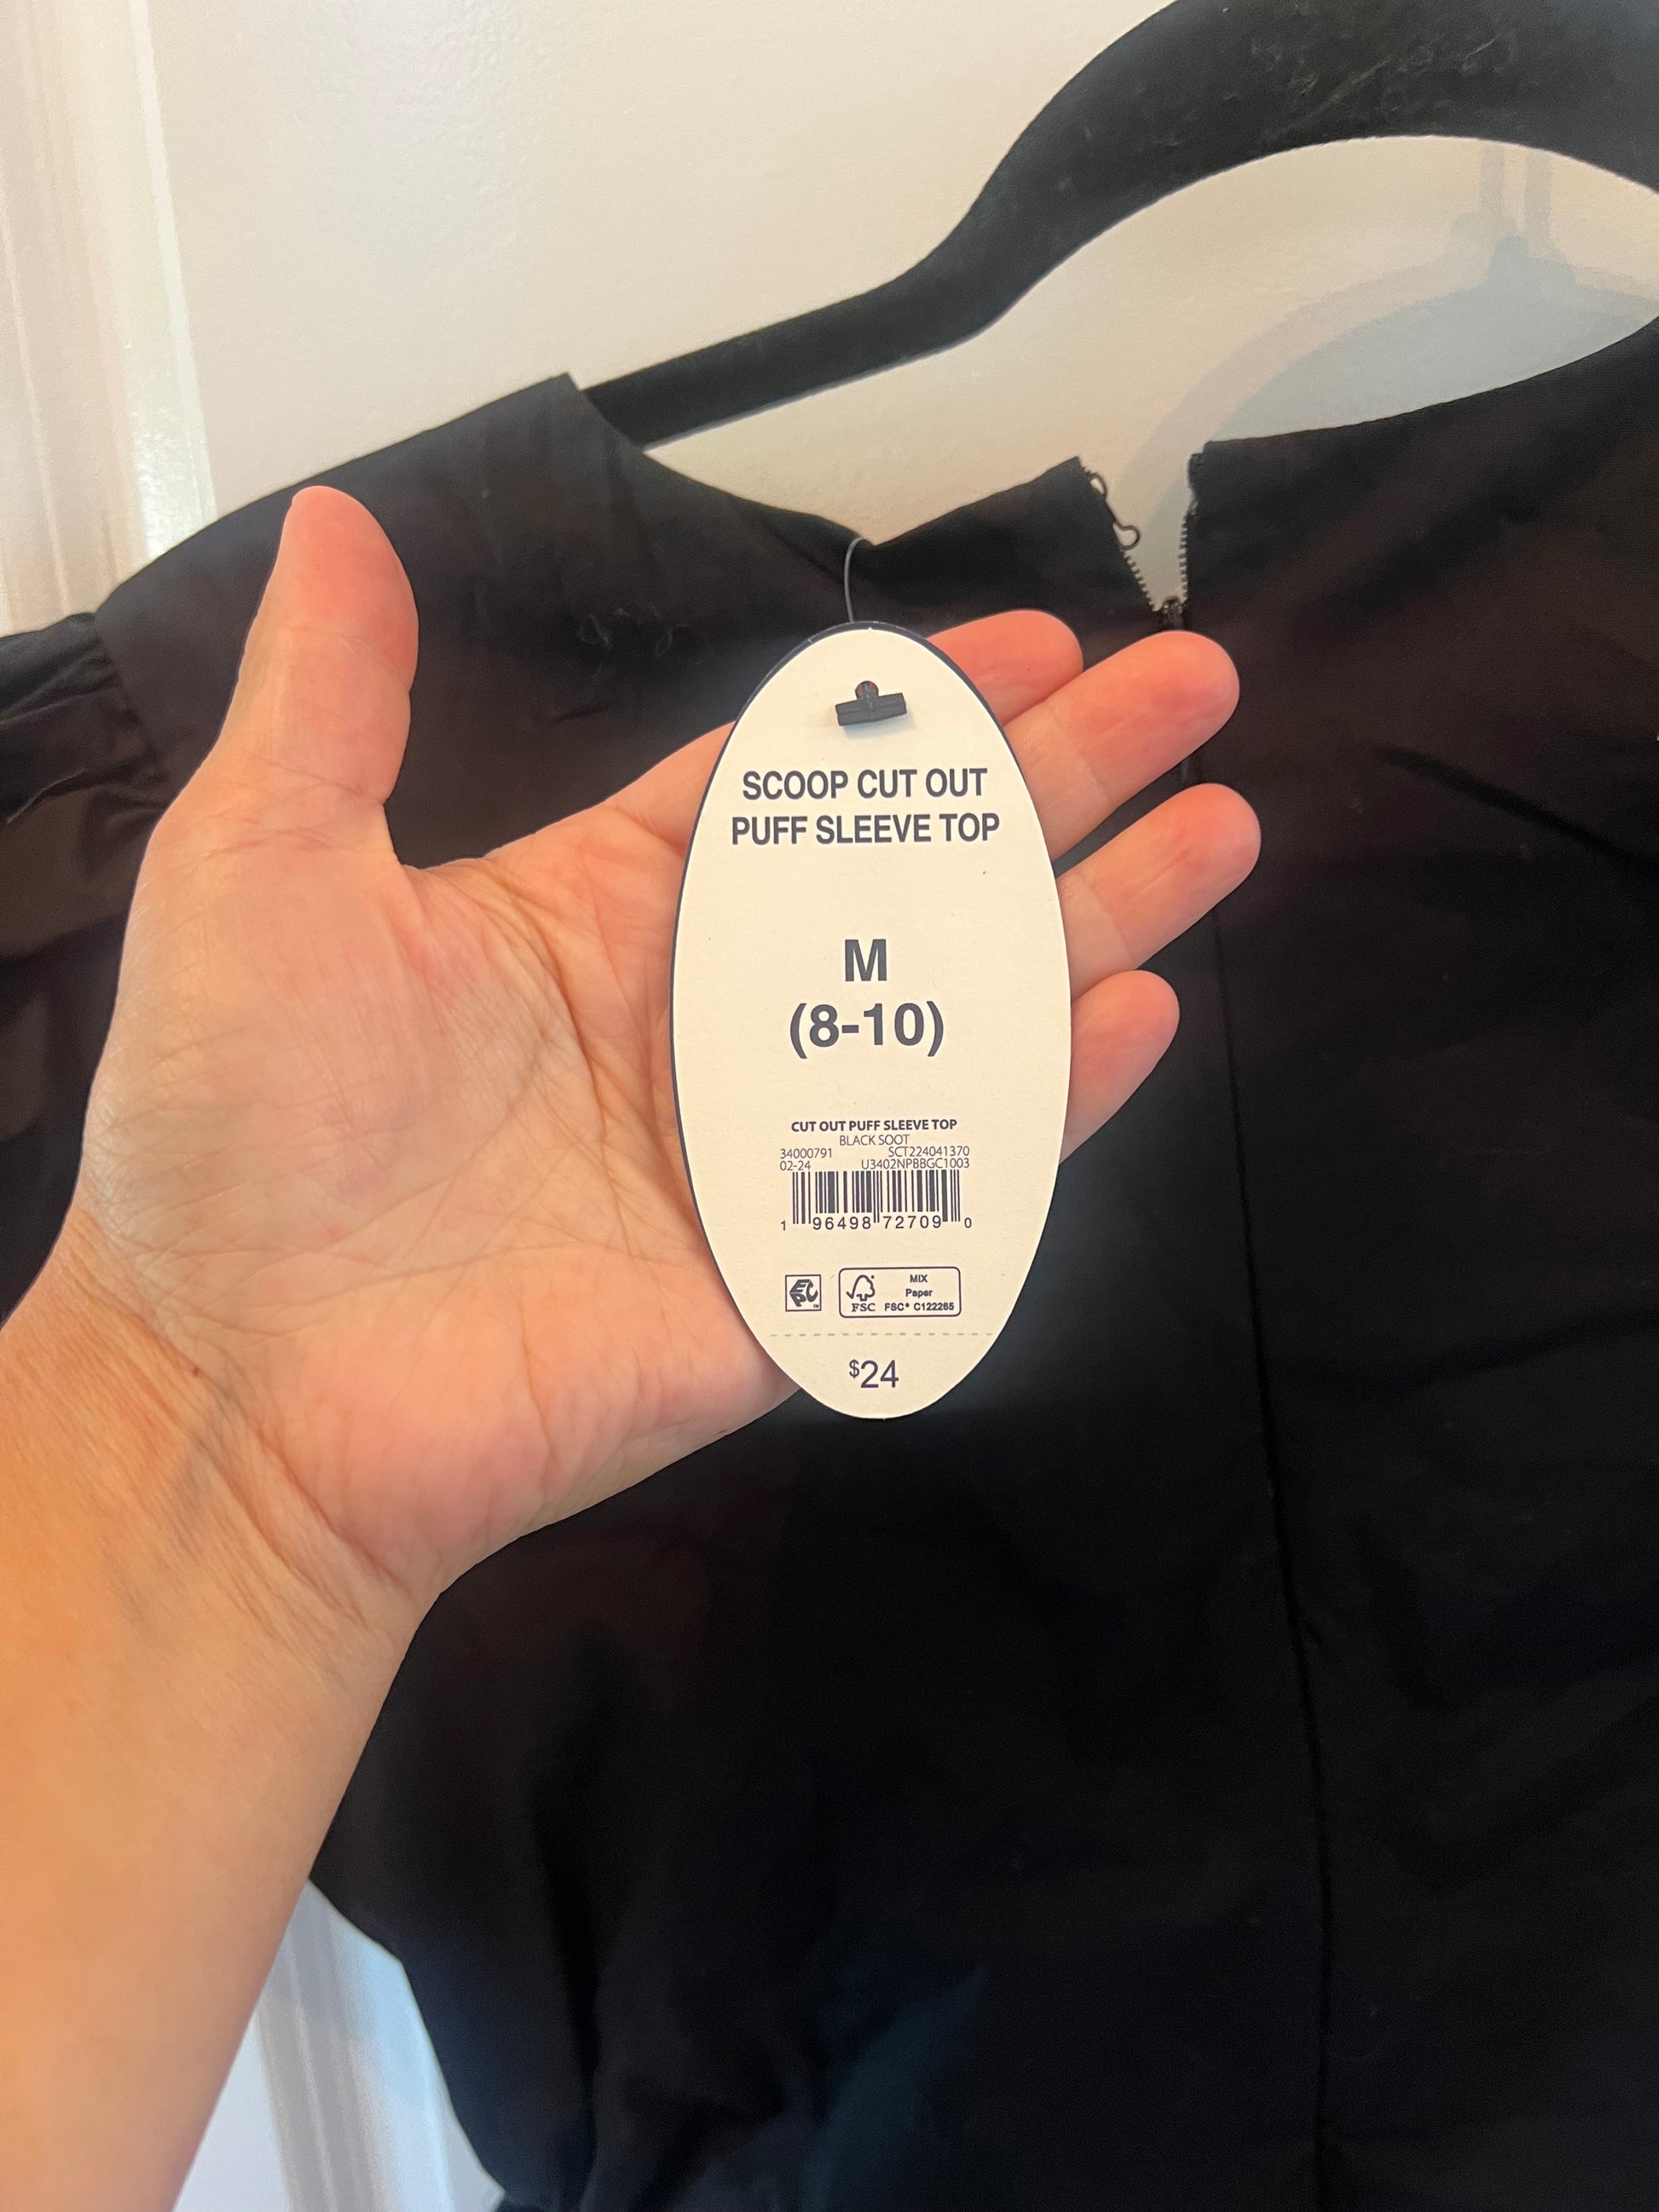 SCOOP CUT OUT
PUFF SLEEVE TOP
M
(8-10)
CUT OUT PUFF SLEEVE TOP
BLACK SOOT
34000791 SCT224041370
02-24 U3402NPBBGC1003
1 96498 72709 0
EPC™
FSC
MIX
Paper
FSC® C122265
$24